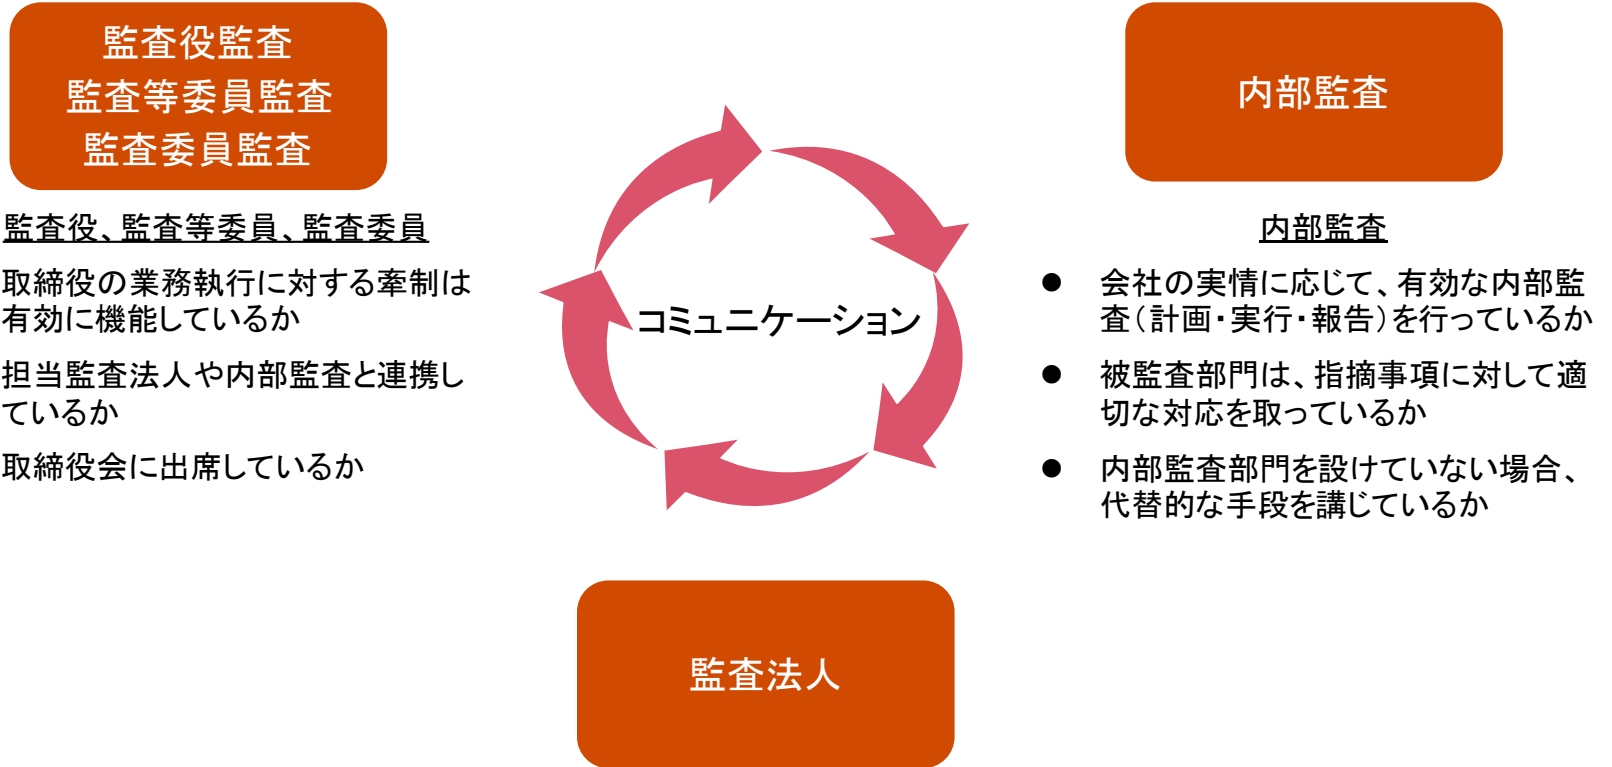 監査役監査
監査等委員監査
監査委員監査
内部監査
監査役、監査等委員、監査委員
取締役の業務執行に対する牽制は
有効に機能しているか
担当監査法人や内部監査と連携し
ているか
取締役会に出席しているか
コミュニケーション
内部監査
● 会社の実情に応じて、有効な内部監
査（計画・実行・報告）を行っているか
● 被監査部門は、指摘事項に対して適
切な対応を取っているか
● 内部監査部門を設けていない場合、
代替的な手段を講じているか
監査法人